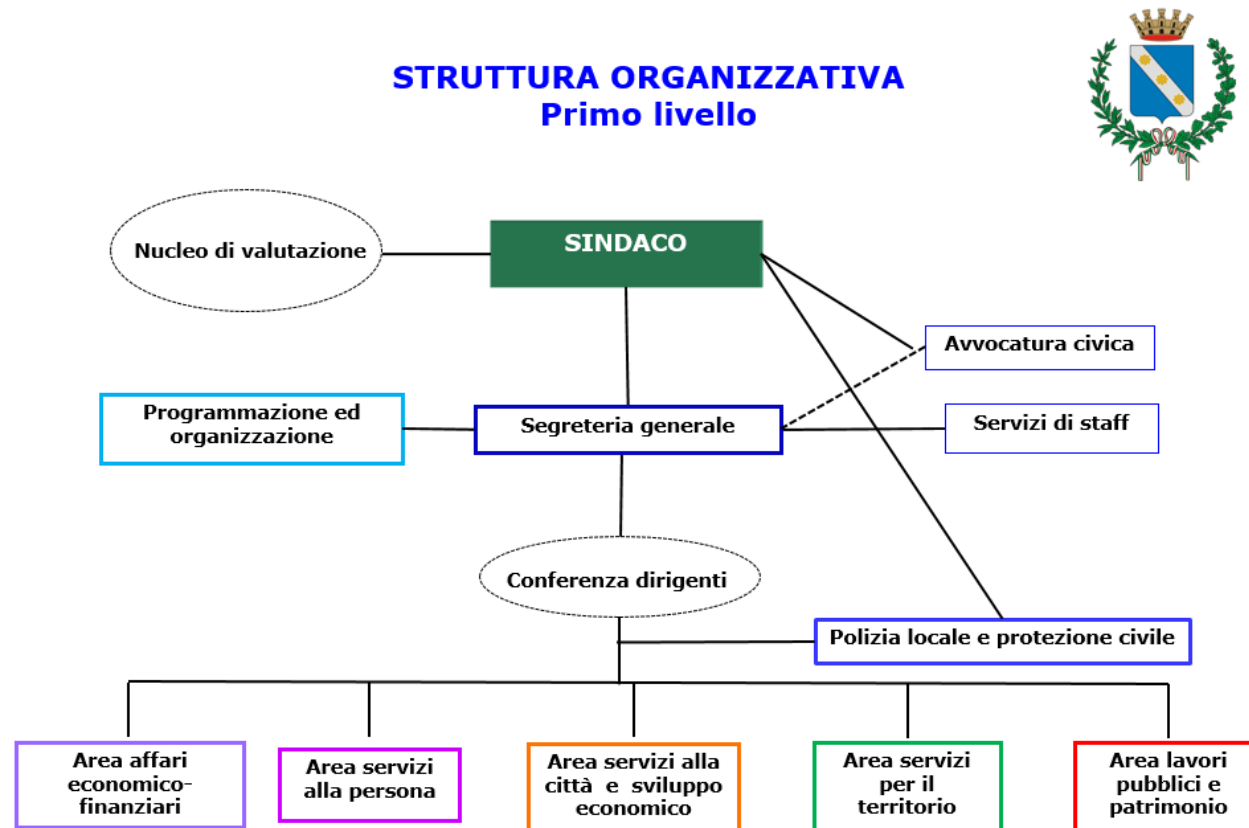 STRUTTURA ORGANIZZATIVA
Primo livello
Nucleo di valutazione
SINDACO
Avvocatura civica
Programmazione ed
organizzazione
Segreteria generale
Servizi di staff
Conferenza dirigenti
Polizia locale e protezione civile
Area affari
economico-
finanziari
Area servizi
alla persona
Area servizi alla
città e sviluppo
economico
Area servizi
per il
territorio
Area lavori
pubblici e
patrimonio